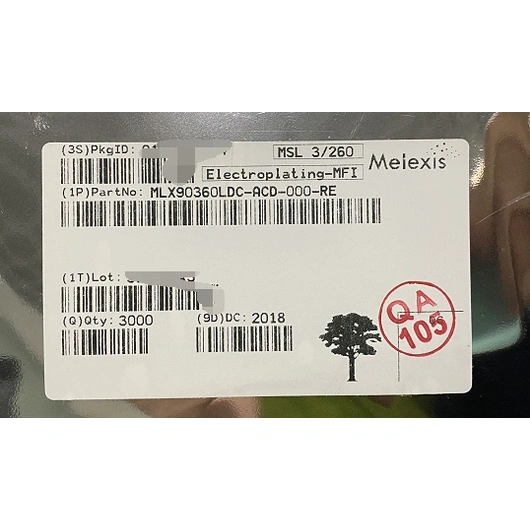 (3S)PkgID:
MSL 3/260
Melexis
Electroplating-MFI
(1P)PartNo: MLX90360LDC-ACD-000-RE
(1T)Lot:
(Q)Qty: 3000
(9D)DC: 2018
QA
105